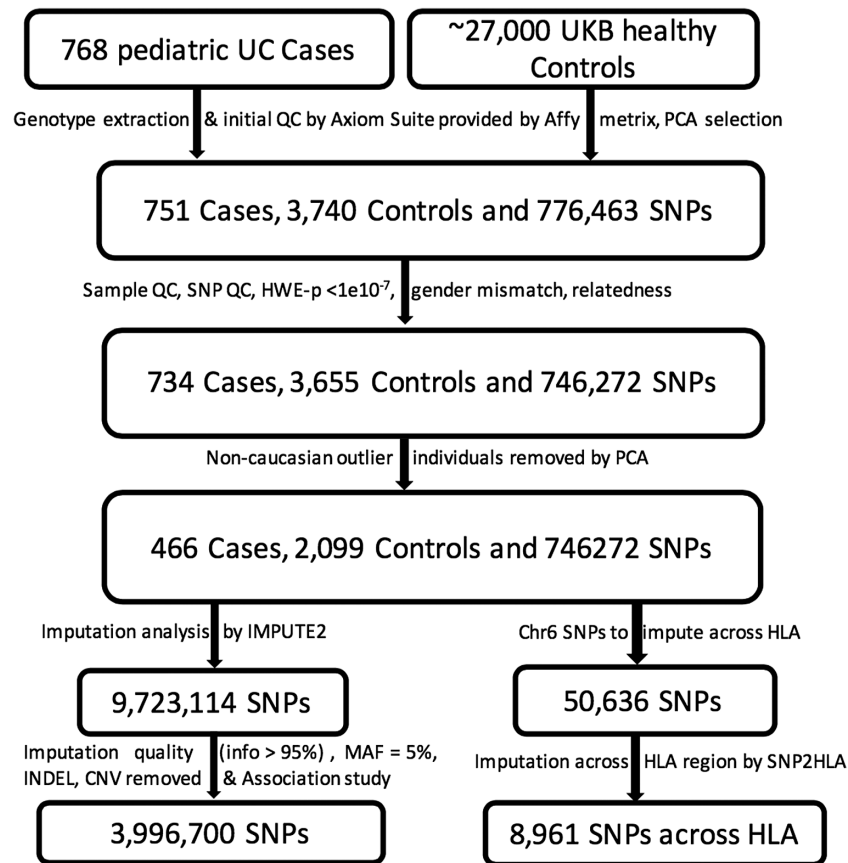 768 pediatric UC Cases
~27,000 UKB healthy
Controls
Genotype extraction & initial QC by Axiom Suite provided by Affy metrix, PCA selection
751 Cases, 3,740 Controls and 776,463 SNPs
Sample QC, SNP QC, HWE-p <1e10⁻⁷, gender mismatch, relatedness
734 Cases, 3,655 Controls and 746,272 SNPs
Non-caucasian outlier individuals removed by PCA
466 Cases, 2,099 Controls and 746272 SNPs
Imputation analysis by IMPUTE2
Chr6 SNPs to impute across HLA
9,723,114 SNPs
50,636 SNPs
Imputation quality (info > 95%) , MAF = 5%,
INDEL, CNV removed & Association study
Imputation across HLA region by SNP2HLA
3,996,700 SNPs
8,961 SNPs across HLA